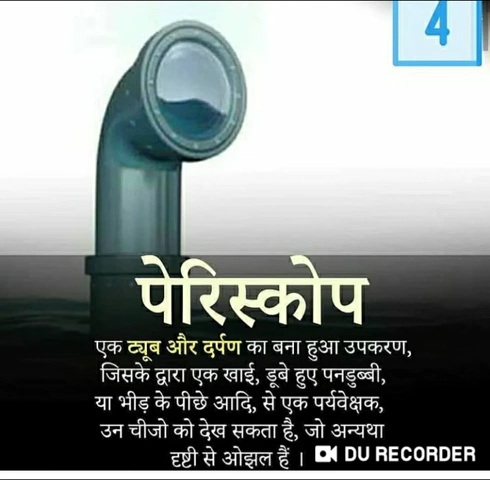 4
पेरिस्कोप
एक ट्यूब और दर्पण का बना हुआ उपकरण,
जिसके द्वारा एक खाई, डूबे हुए पनडुब्बी,
या भीड़ के पीछे आदि, से एक पर्यवेक्षक,
उन चीजो को देख सकता है, जो अन्यथा
दृष्टी से ओझल हैं । DU RECORDER